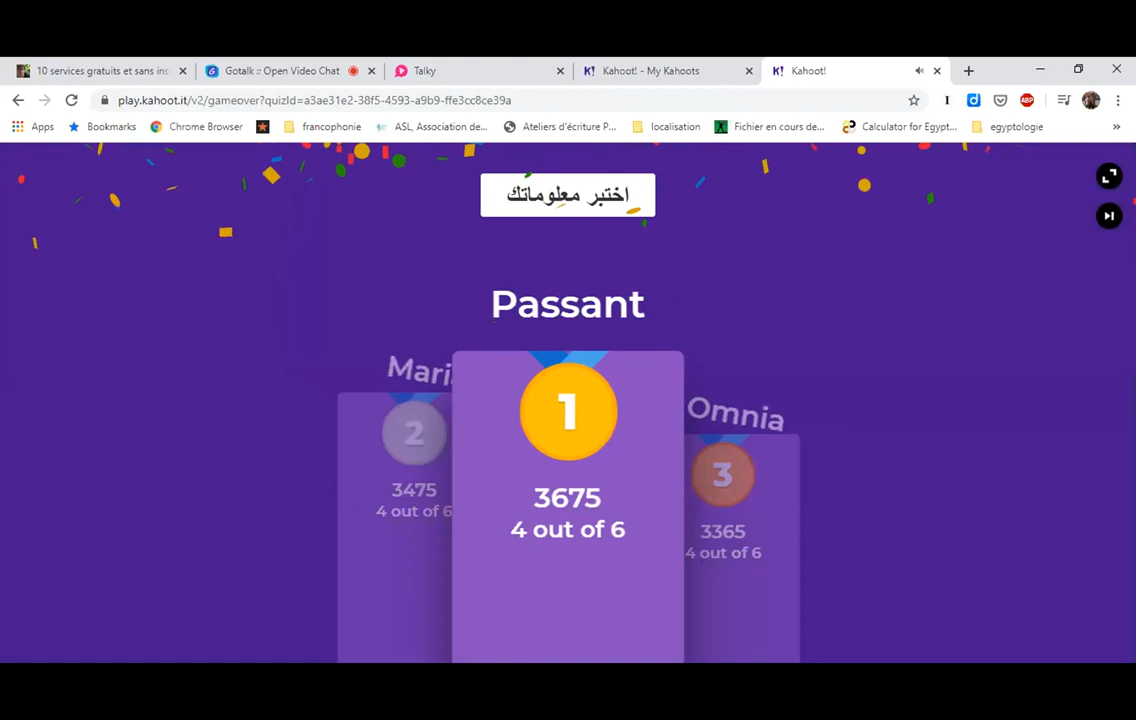 10 services gratuits et sans ins
Gotalk :: Open Video Chat
Talky
Kahoot! - My Kahoots
Kahoot!
play.kahoot.it/v2/gameover?quizId=a3ae31e2-38f5-4593-a9b9-ffe3cc8ce39a
Apps
Bookmarks
Chrome Browser
francophonie
ASL, Association de...
Ateliers d'écriture P...
localisation
Fichier en cours de...
Calculator for Egypt...
egyptologie
اختبر معلوماتك
Passant
Mari
Omnia
1
2
3
3675
4 out of 6
3475
4 out of 6
3365
4 out of 6